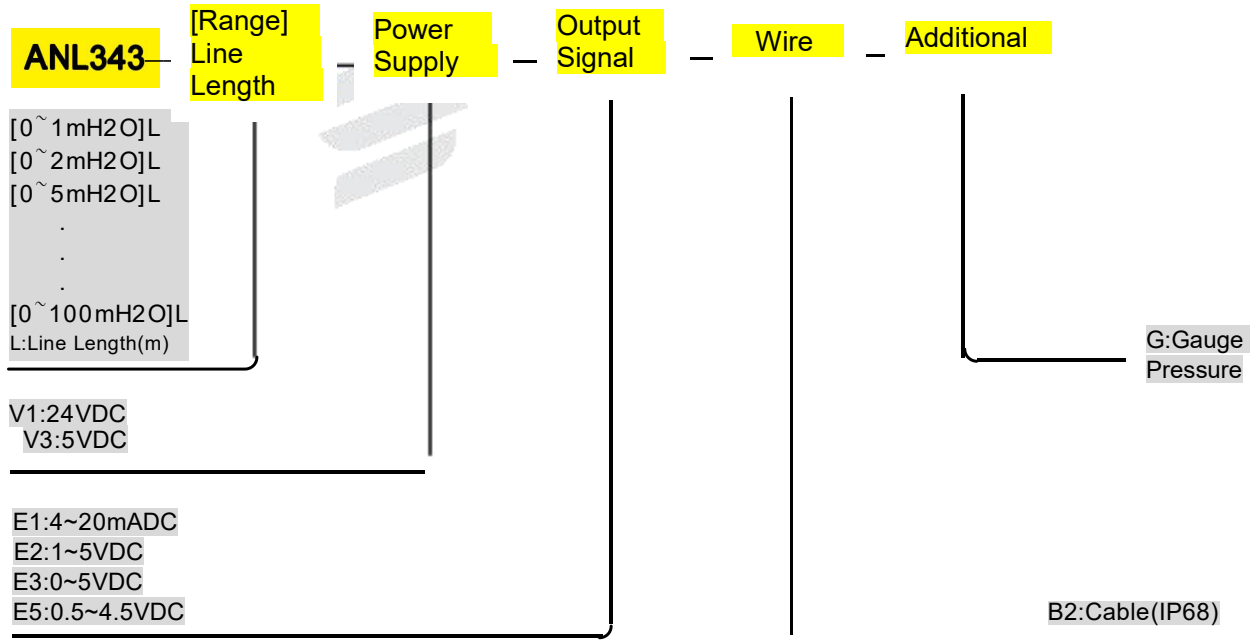 ANL343
[Range]
Line
Length
Power
Supply
Output
Signal
Wire
Additional
[0~1mH2O]L
[0~2mH2O]L
[0~5mH2O]L
.
.
.
[0~100mH2O]L
L:Line Length(m)
G:Gauge
Pressure
V1:24VDC
V3:5VDC
E1:4~20mADC
E2:1~5VDC
E3:0~5VDC
E5:0.5~4.5VDC
B2:Cable(IP68)